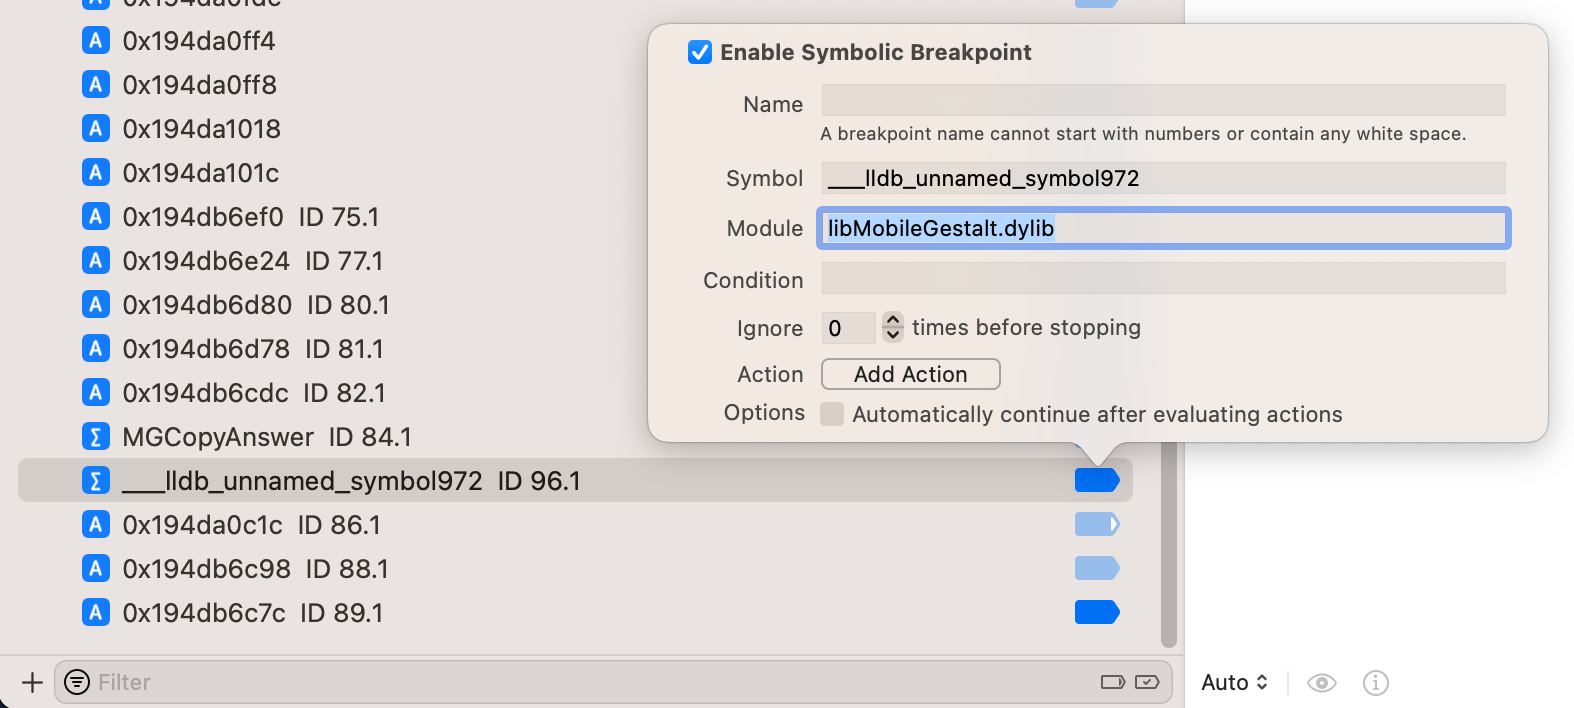 A 0x194da0fdc
A 0x194da0ff4
A 0x194da0ff8
A 0x194da1018
A 0x194da101c
A 0x194db6ef0 ID 75.1
A 0x194db6e24 ID 77.1
A 0x194db6d80 ID 80.1
A 0x194db6d78 ID 81.1
A 0x194db6cdc ID 82.1
Σ MGCopyAnswer ID 84.1
Σ ___lldb_unnamed_symbol972 ID 96.1
A 0x194da0c1c ID 86.1
A 0x194db6c98 ID 88.1
A 0x194db6c7c ID 89.1
Filter
Enable Symbolic Breakpoint
Name
A breakpoint name cannot start with numbers or contain any white space.
Symbol ___lldb_unnamed_symbol972
Module libMobileGestalt.dylib
Condition
Ignore 0 times before stopping
Action Add Action
Options Automatically continue after evaluating actions
Auto